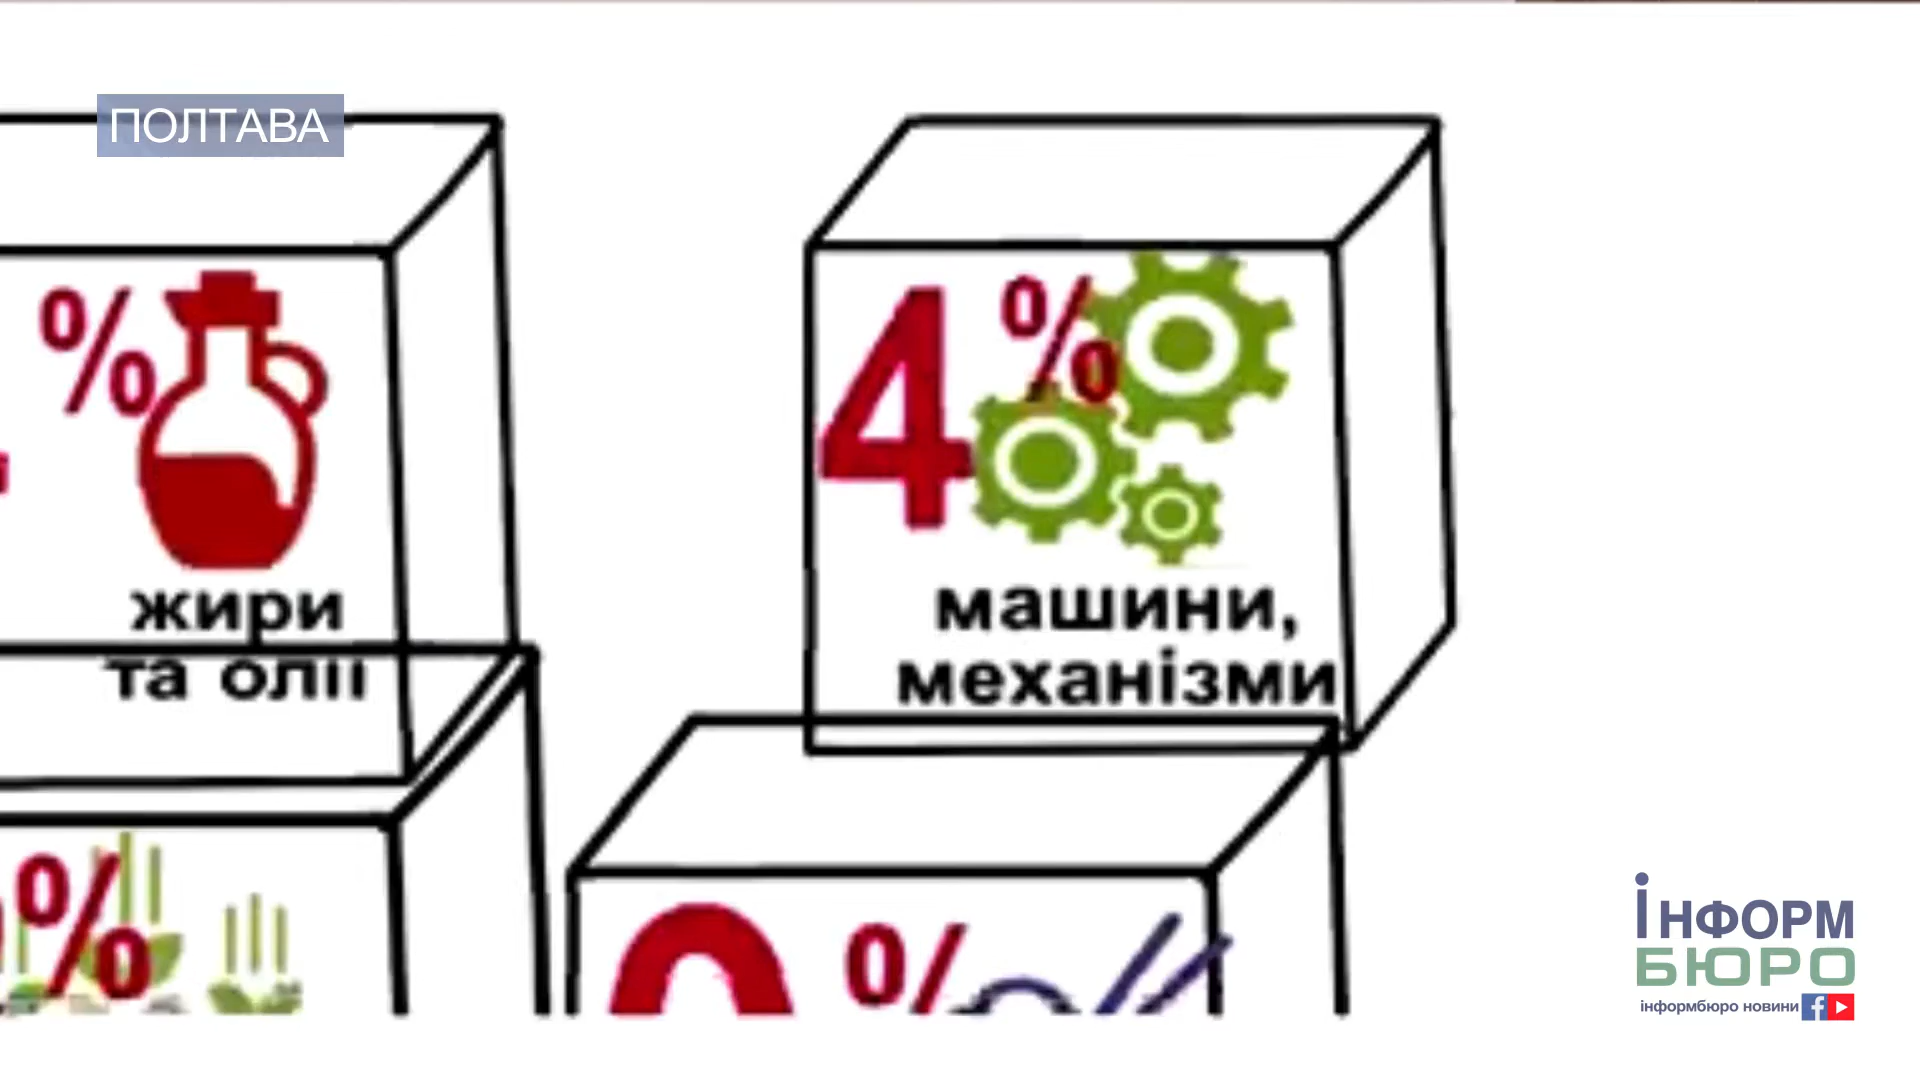 ПОЛТАВА
%
жири
та олії
4%
машини,
механізми
%
%
інформ
БЮРО
інформбюро новини